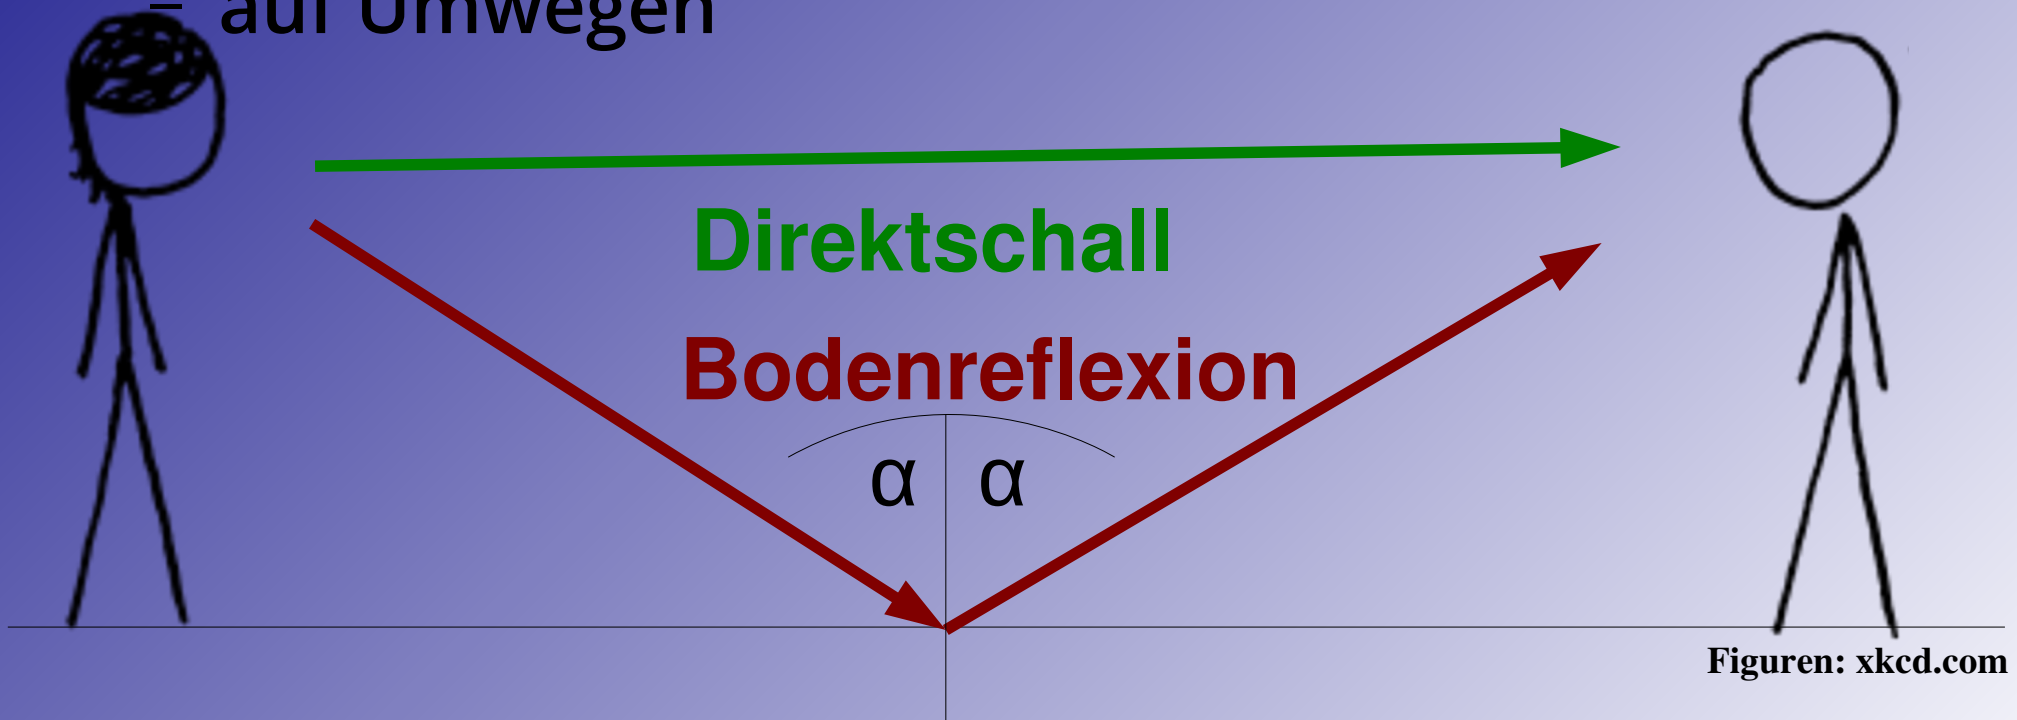 – auf Umwegen
Direktschall
Bodenreflexion
α α
Figuren: xkcd.com